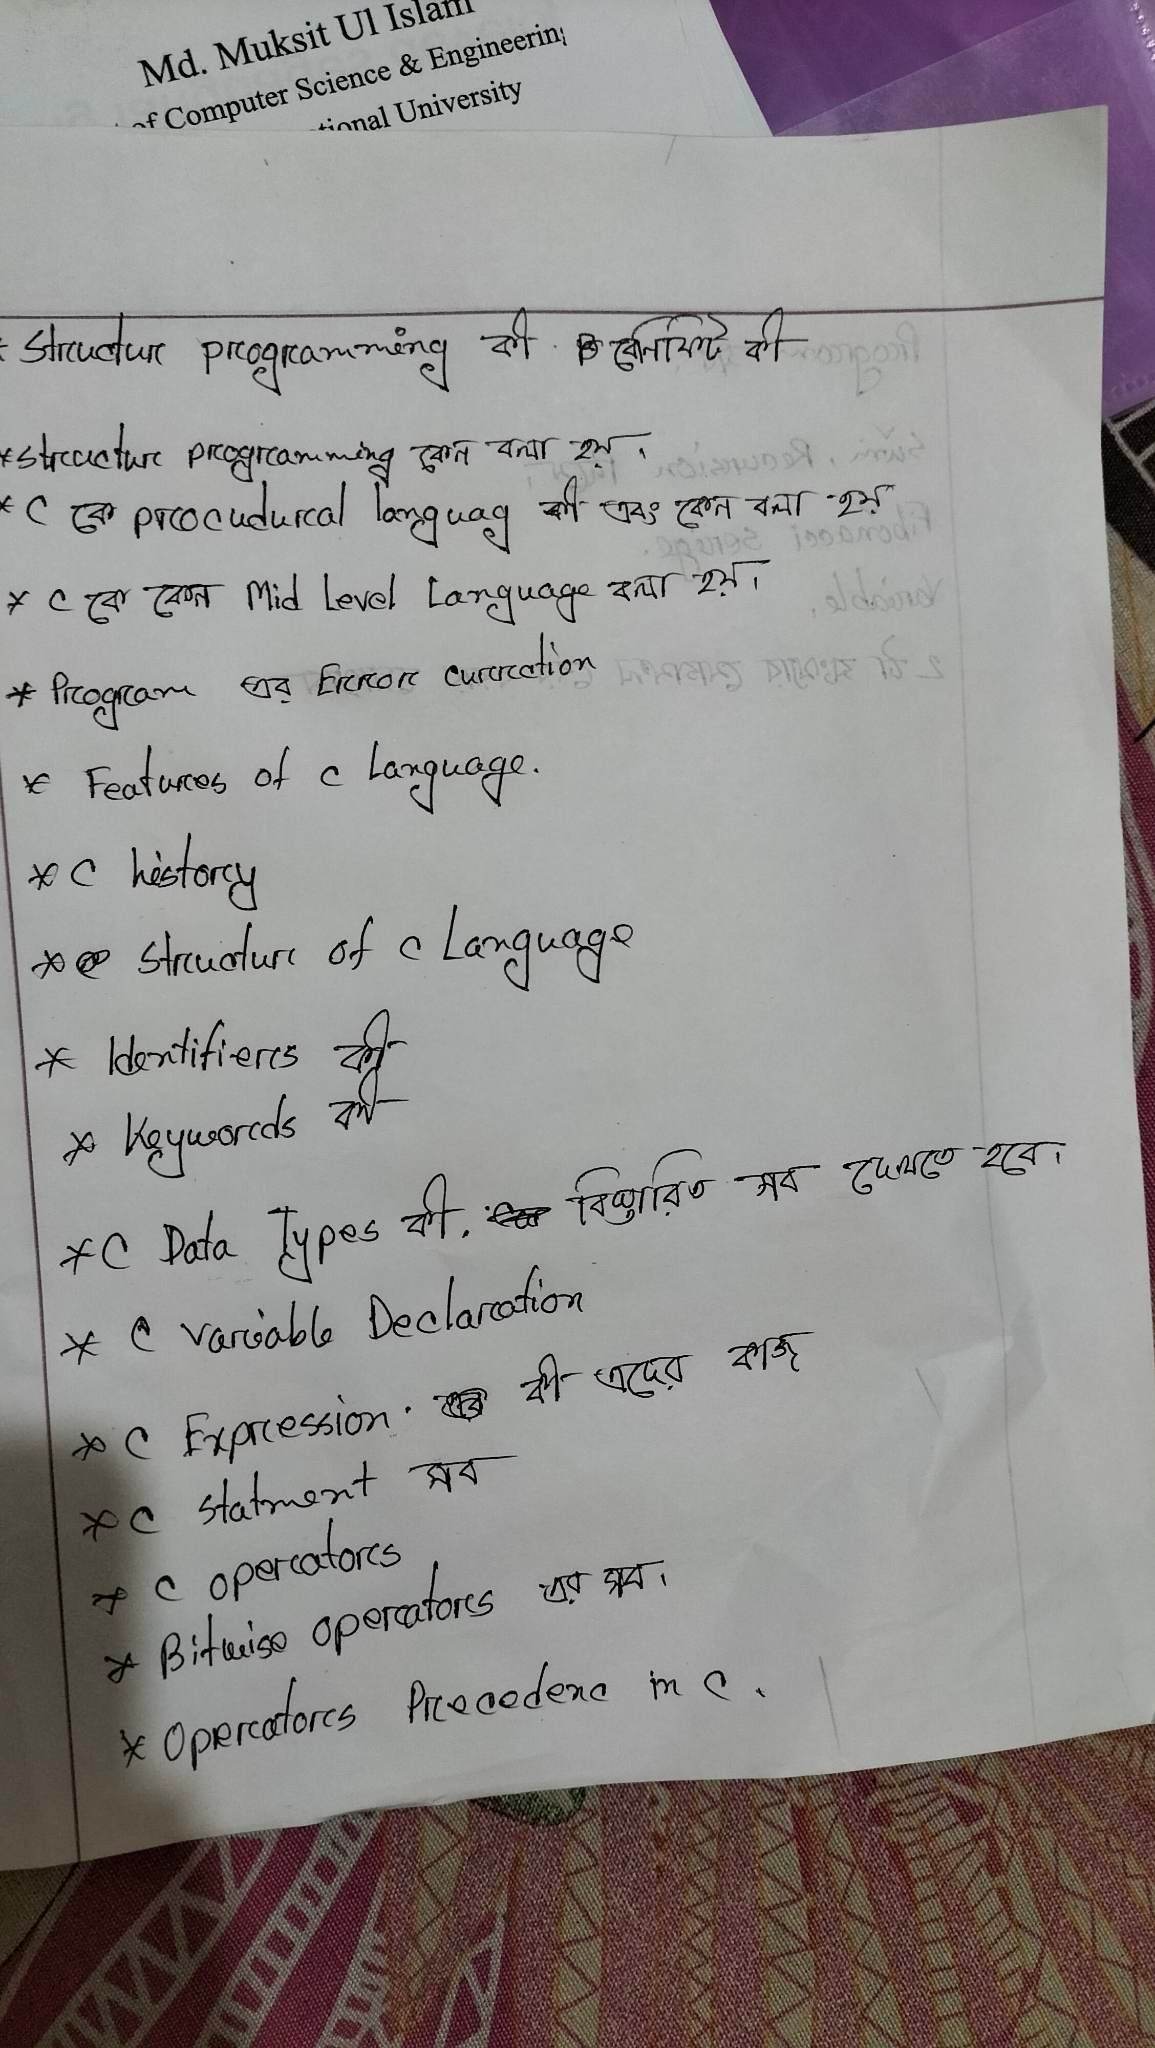 Md. Muksit Ul Islam
of Computer Science & Engineering
tional University
* Structure programming কী. বেনিফিট কী
* structure programming কেন বলা হয়।
* C কে procudural languag কী এবং কেন বলা হয়
* C কে কেন Mid Level Language বলা হয়।
* Program এর Error curraction
* Features of c Language.
* C history
* Structure of c Language
* Identifiers কী
* Keywords কী
* C Data Types কী. বিস্তারিত সব দেখতে হবে।
* C variable Declaration
* C Expression. কী এদের কাজ
* C statment সব
* C operators
* Bitwise operators এর সব।
* Operators Precedenc in C.